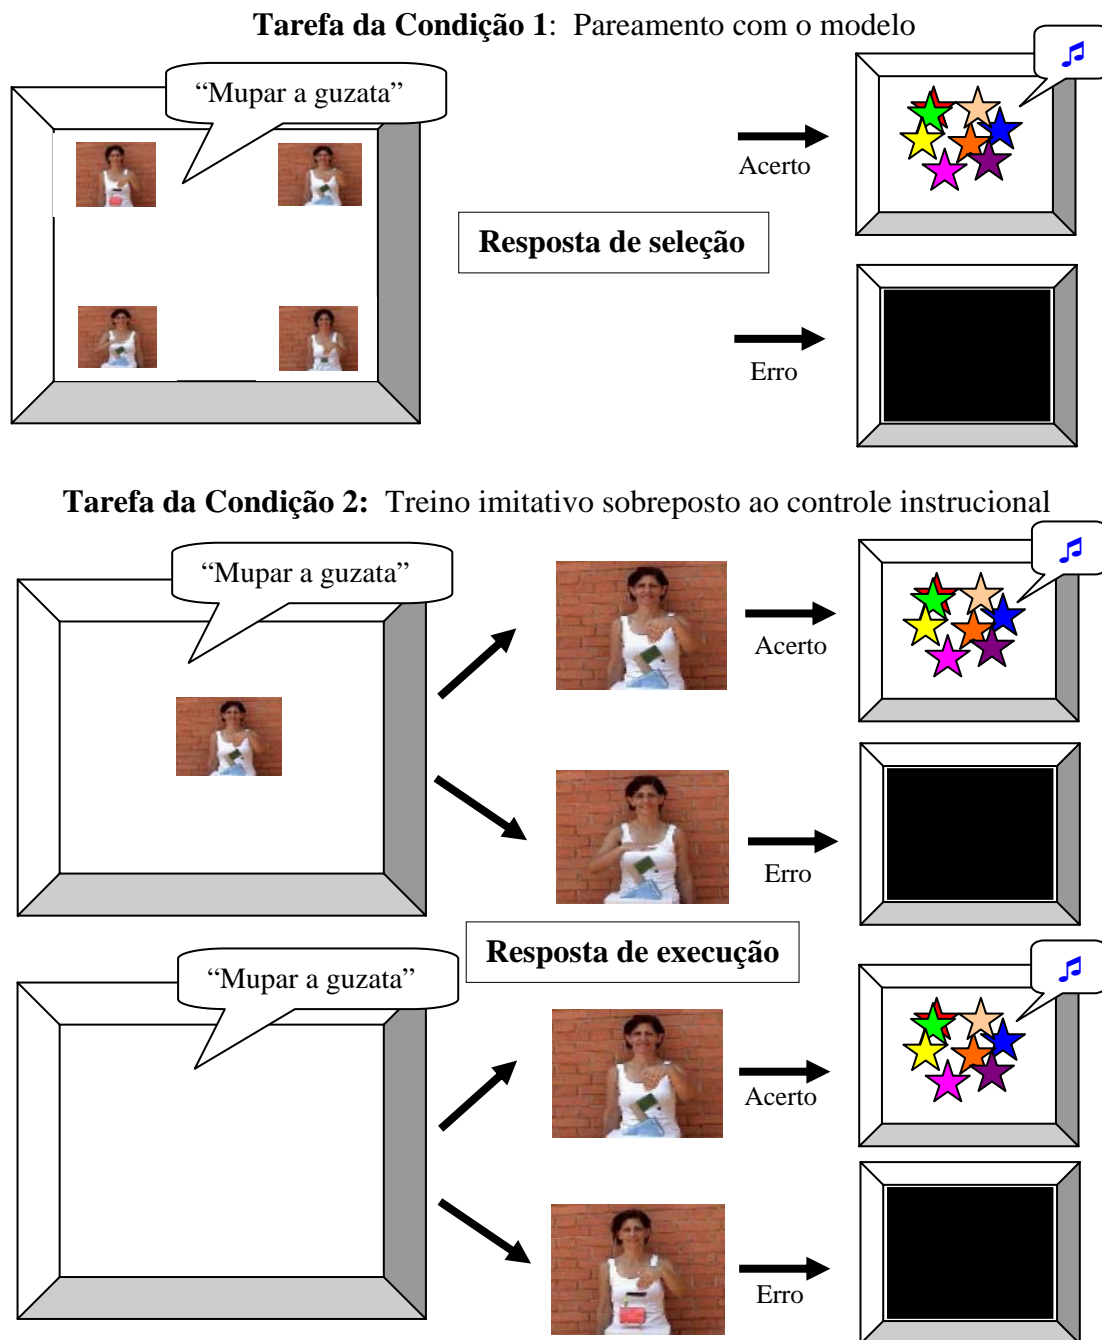 Tarefa da Condição 1: Pareamento com o modelo
“Mupar a guzata”
Acerto
Resposta de seleção
Erro
Tarefa da Condição 2: Treino imitativo sobreposto ao controle instrucional
“Mupar a guzata”
Acerto
Erro
Resposta de execução
“Mupar a guzata”
Acerto
Erro